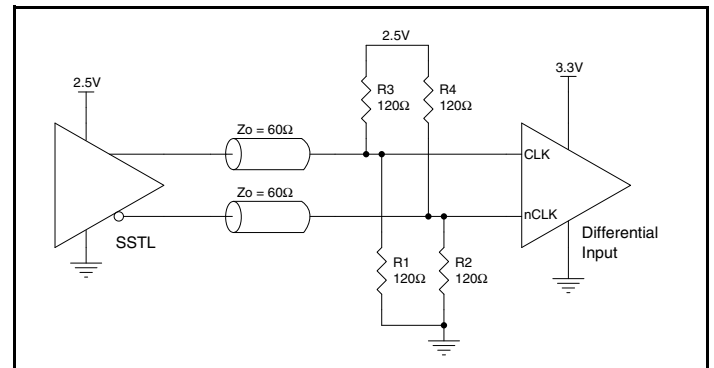 2.5V
3.3V
2.5V
R3
120Ω
R4
120Ω
Zo = 60Ω
CLK
Zo = 60Ω
nCLK
SSTL
Differential
Input
R1
120Ω
R2
120Ω